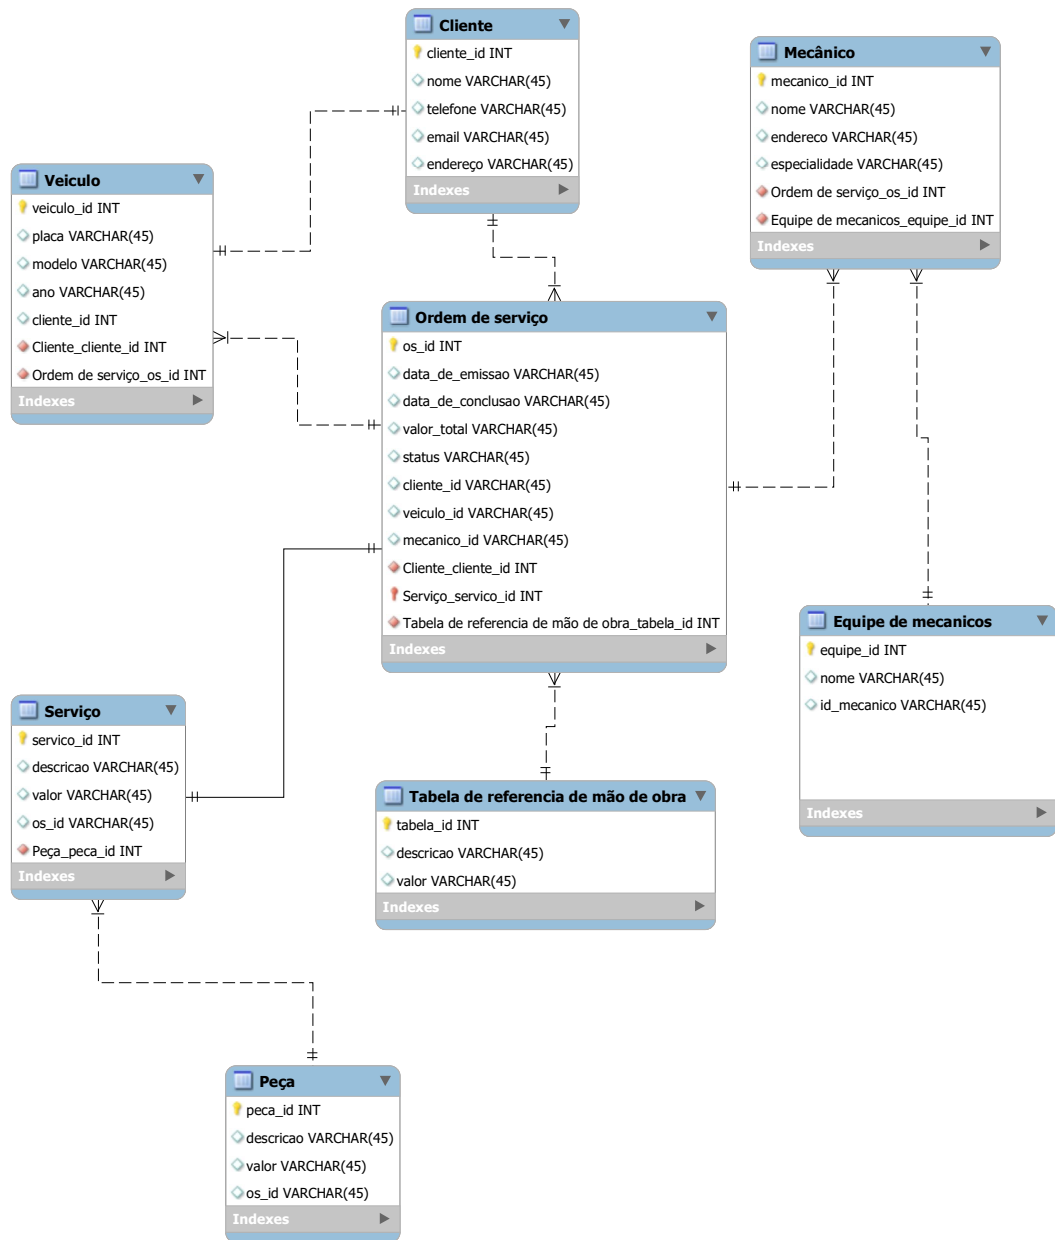 Cliente
cliente_id INT
nome VARCHAR(45)
telefone VARCHAR(45)
email VARCHAR(45)
endereço VARCHAR(45)
Indexes
Mecânico
mecanico_id INT
nome VARCHAR(45)
endereco VARCHAR(45)
especialidade VARCHAR(45)
Ordem de serviço_os_id INT
Equipe de mecanicos_equipe_id INT
Indexes
Veiculo
veiculo_id INT
placa VARCHAR(45)
modelo VARCHAR(45)
ano VARCHAR(45)
cliente_id INT
Cliente_cliente_id INT
Ordem de serviço_os_id INT
Indexes
Ordem de serviço
os_id INT
data_de_emissao VARCHAR(45)
data_de_conclusao VARCHAR(45)
valor_total VARCHAR(45)
status VARCHAR(45)
cliente_id VARCHAR(45)
veiculo_id VARCHAR(45)
mecanico_id VARCHAR(45)
Cliente_cliente_id INT
Serviço_servico_id INT
Tabela de referencia de mão de obra_tabela_id INT
Indexes
Equipe de mecanicos
equipe_id INT
nome VARCHAR(45)
id_mecanico VARCHAR(45)
Indexes
Serviço
servico_id INT
descricao VARCHAR(45)
valor VARCHAR(45)
os_id VARCHAR(45)
Peça_peca_id INT
Indexes
Tabela de referencia de mão de obra
tabela_id INT
descricao VARCHAR(45)
valor VARCHAR(45)
Indexes
Peça
peca_id INT
descricao VARCHAR(45)
valor VARCHAR(45)
os_id VARCHAR(45)
Indexes